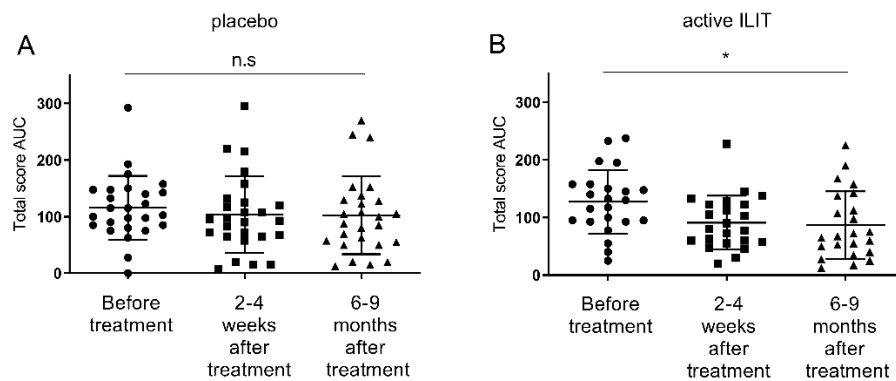 placebo
A
n.s
Total score AUC
300
200
100
0
Before
treatment
2-4
weeks
after
treatment
6-9
months
after
treatment
active ILIT
B
*
Total score AUC
300
200
100
0
Before
treatment
2-4
weeks
after
treatment
6-9
months after
treatment